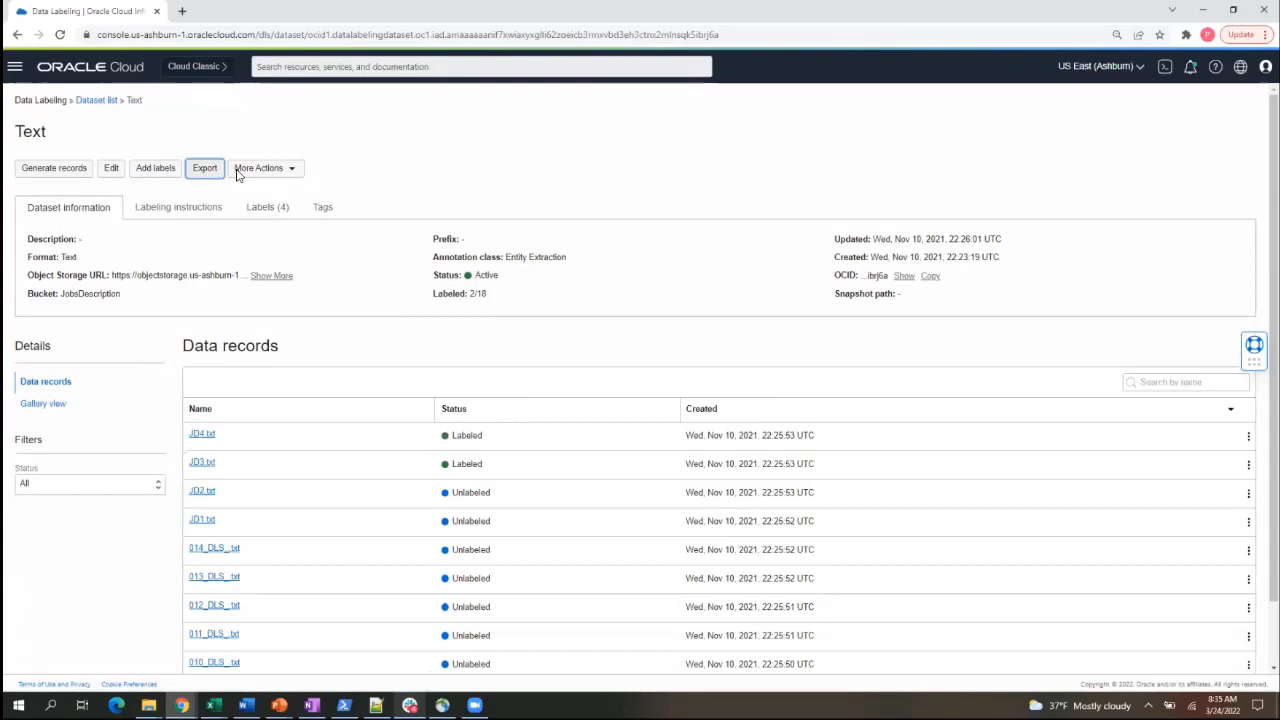 Data Labeling | Oracle Cloud Infr
console.us-ashburn-1.oraclecloud.com/dls/dataset/ocid1.datalabelingdataset.oc1.iad.amaaaaaanif7xwiaxyxglli62zoeicb3rmxvbd3eh3ctnx2mlnsqk5ibrj6a
P
Update
ORACLE Cloud
Cloud Classic >
Search resources, services, and documentation
US East (Ashburn)
Data Labeling » Dataset list » Text
Text
Generate records Edit Add labels Export More Actions
Dataset information Labeling instructions Labels (4) Tags
Description: - Prefix: - Updated: Wed, Nov 10, 2021, 22:26:01 UTC
Format: Text Annotation class: Entity Extraction Created: Wed, Nov 10, 2021, 22:23:19 UTC
Object Storage URL: https://objectstorage.us-ashburn-1... Show More Status: Active OCID: ...ibrj6a Show Copy
Bucket: JobsDescription Labeled: 2/18 Snapshot path: -
Details
Data records
Gallery view
Filters
Status
All
Data records
Search by name
Name Status Created
JD4.txt Labeled Wed, Nov 10, 2021, 22:25:53 UTC
JD3.txt Labeled Wed, Nov 10, 2021, 22:25:53 UTC
JD2.txt Unlabeled Wed, Nov 10, 2021, 22:25:53 UTC
JD1.txt Unlabeled Wed, Nov 10, 2021, 22:25:52 UTC
014_DLS_.txt Unlabeled Wed, Nov 10, 2021, 22:25:52 UTC
013_DLS_.txt Unlabeled Wed, Nov 10, 2021, 22:25:52 UTC
012_DLS_.txt Unlabeled Wed, Nov 10, 2021, 22:25:51 UTC
011_DLS_.txt Unlabeled Wed, Nov 10, 2021, 22:25:51 UTC
010_DLS_.txt Unlabeled Wed, Nov 10, 2021, 22:25:50 UTC
Terms of Use and Privacy Cookie Preferences
Copyright © 2022, Oracle and/or its affiliates. All rights reserved.
37°F Mostly cloudy
8:35 AM
3/24/2022